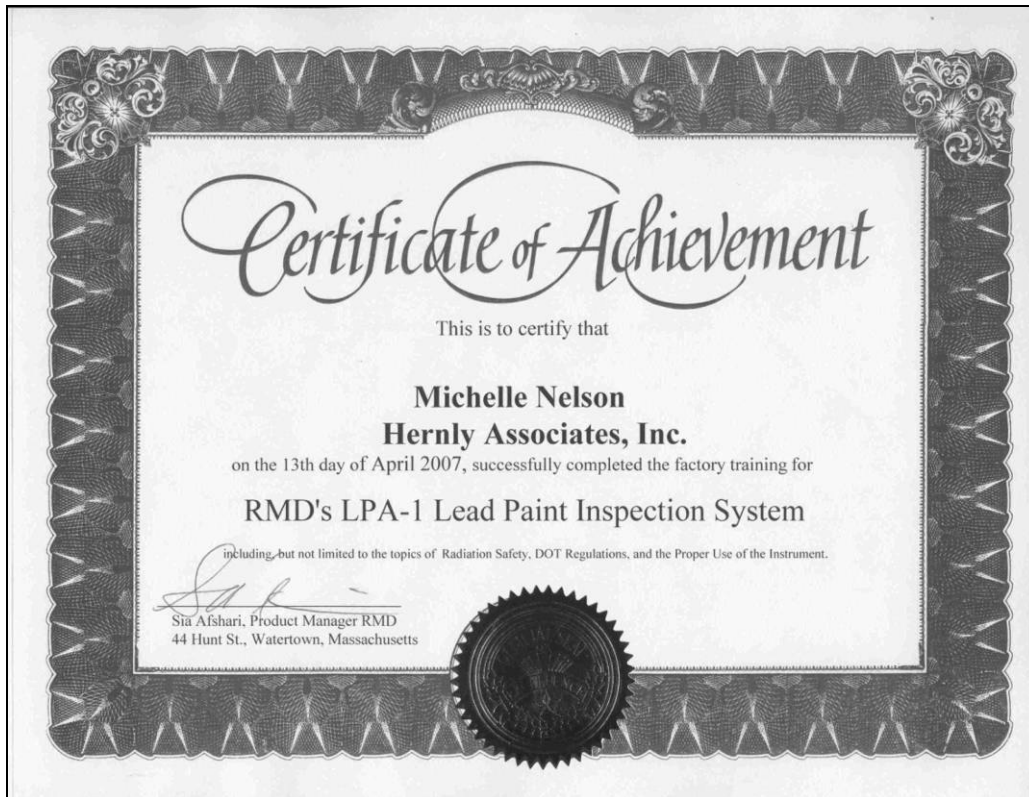 Certificate of Achievement
This is to certify that
Michelle Nelson
Hernly Associates, Inc.
on the 13th day of April 2007, successfully completed the factory training for
RMD's LPA-1 Lead Paint Inspection System
including, but not limited to the topics of Radiation Safety, DOT Regulations, and the Proper Use of the Instrument.
Sia Afshari, Product Manager RMD
44 Hunt St., Watertown, Massachusetts